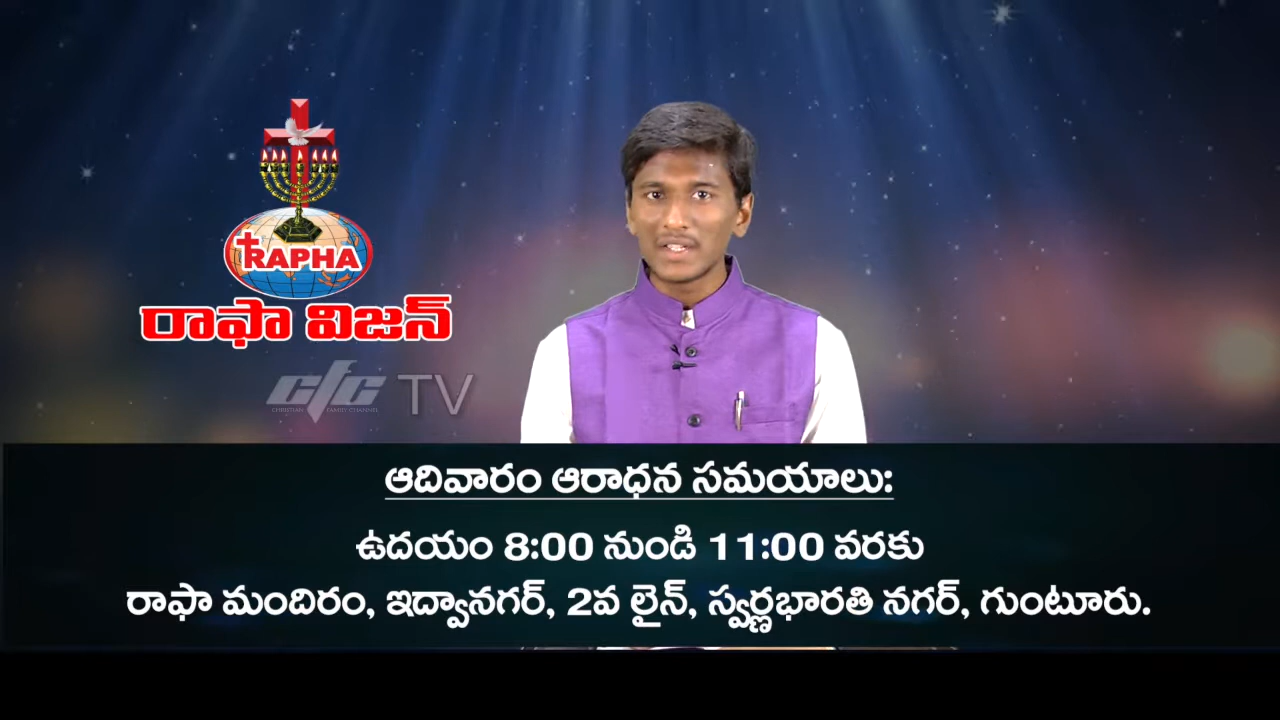 RAPHA
రాఫా విజన్
cfc TV
CHRISTIAN FAMILY CHANNEL
ఆదివారం ఆరాధన సమయాలు:
ఉదయం 8:00 నుండి 11:00 వరకు
రాఫా మందిరం, ఇద్వానగర్, 2వ లైన్, స్వర్ణభారతి నగర్, గుంటూరు.